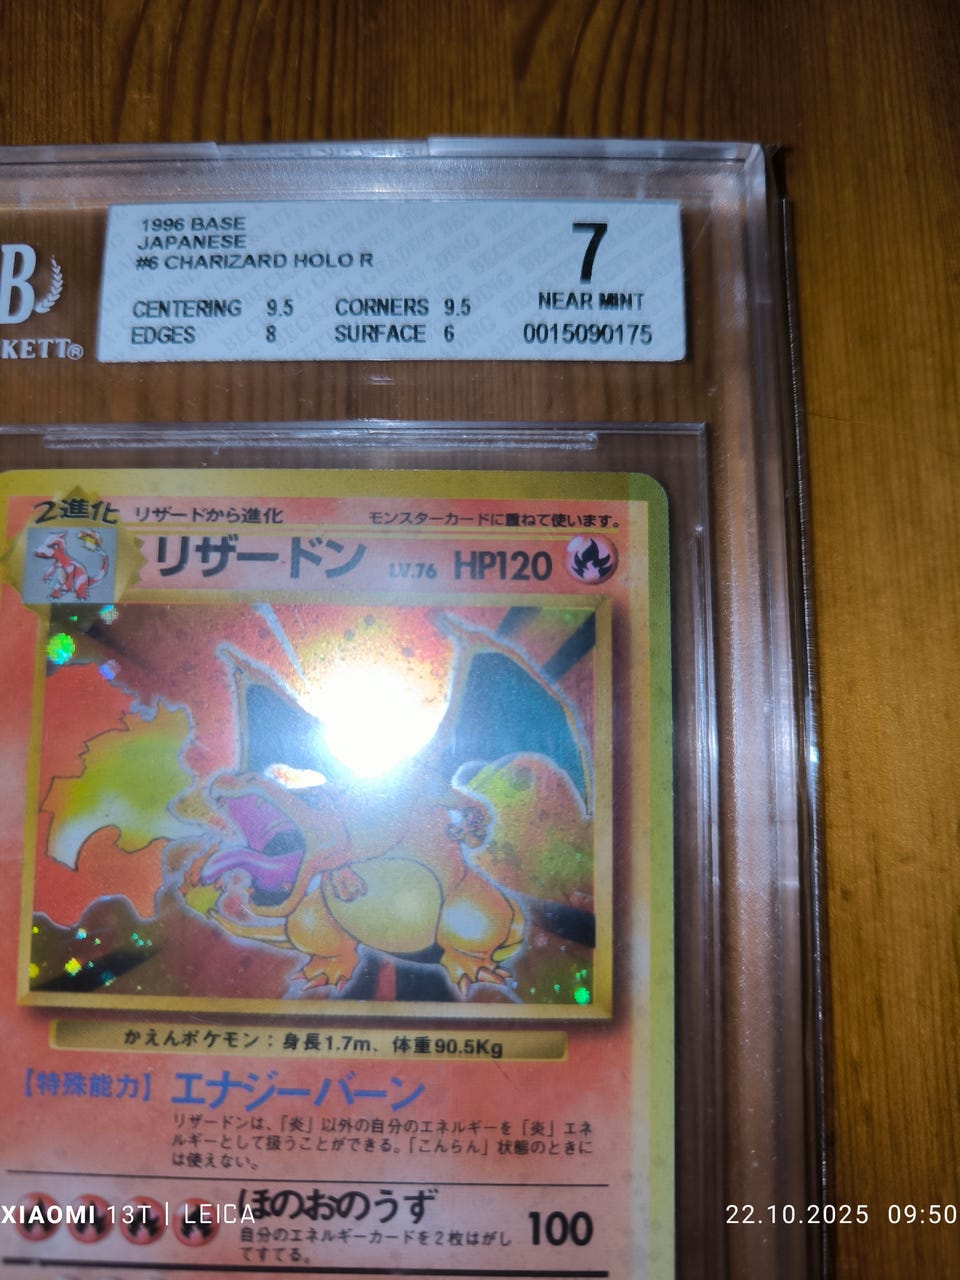 1996 BASE
JAPANESE
#6 CHARIZARD HOLO R
CENTERING 9.5 CORNERS 9.5
EDGES 8 SURFACE 6
7
NEAR MINT
0015090175
B
KETT®
2進化 リザードから進化 モンスターカードに重ねて使います。
リザードン LV.76 HP120
かえんポケモン：身長1.7m、体重90.5Kg
【特殊能力】エナジーバーン
リザードンは、「炎」以外の自分のエネルギーを「炎」エネ
ルギーとして扱うことができる。「こんらん」状態のときに
は使えない。
ほのおのうず 100
自分のエネルギーカードを2枚はがし
てすてる。
XIAOMI 13T | LEICA
22.10.2025 09:50